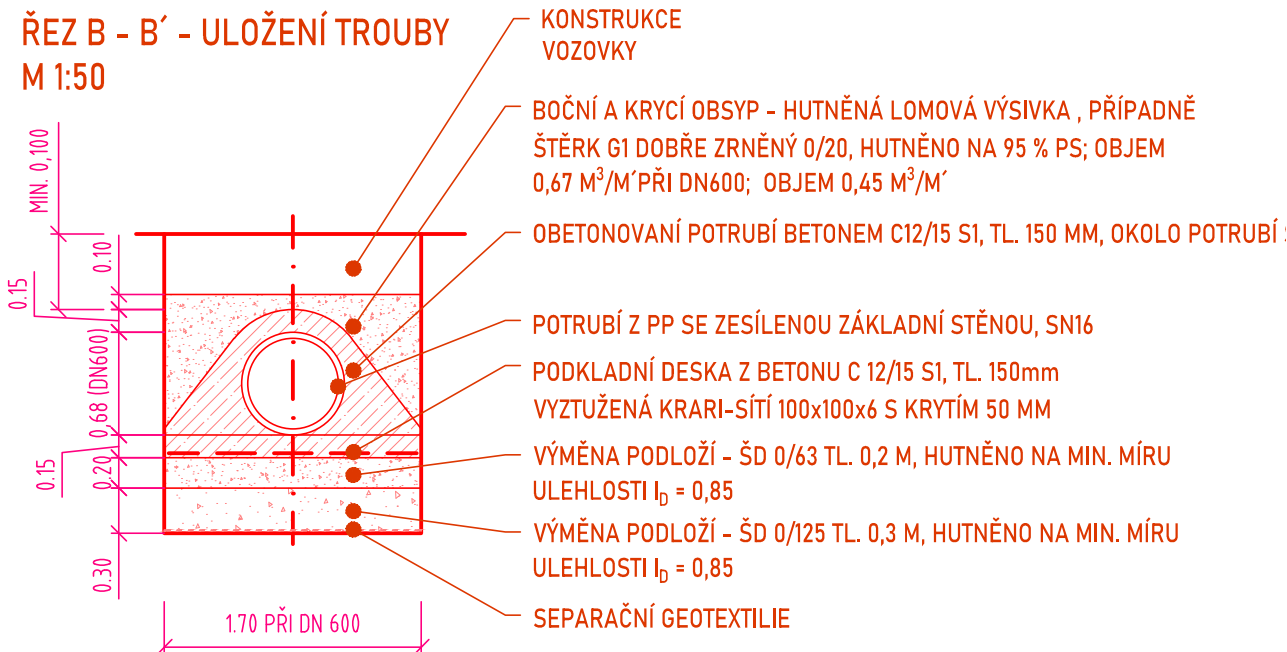 ŘEZ B - B´ - ULOŽENÍ TROUBY
M 1:50
KONSTRUKCE
VOZOVKY
BOČNÍ A KRYCÍ OBSYP - HUTNĚNÁ LOMOVÁ VÝSIVKA , PŘÍPADNĚ
ŠTĚRK G1 DOBŘE ZRNĚNÝ 0/20, HUTNĚNO NA 95 % PS; OBJEM
0,67 M³/M´PŘI DN600; OBJEM 0,45 M³/M´
OBETONOVANÍ POTRUBÍ BETONEM C12/15 S1, TL. 150 MM, OKOLO POTRUBÍ
POTRUBÍ Z PP SE ZESÍLENOU ZÁKLADNÍ STĚNOU, SN16
PODKLADNÍ DESKA Z BETONU C 12/15 S1, TL. 150mm
VYZTUŽENÁ KRARI-SÍTÍ 100x100x6 S KRYTÍM 50 MM
VÝMĚNA PODLOŽÍ - ŠD 0/63 TL. 0,2 M, HUTNĚNO NA MIN. MÍRU
ULEHLOSTI I_D = 0,85
VÝMĚNA PODLOŽÍ - ŠD 0/125 TL. 0,3 M, HUTNĚNO NA MIN. MÍRU
ULEHLOSTI I_D = 0,85
SEPARAČNÍ GEOTEXTILIE
MIN. 0,100
0.10
0.15
0,68 (DN600)
0.15
0.20
0.30
1.70 PŘI DN 600